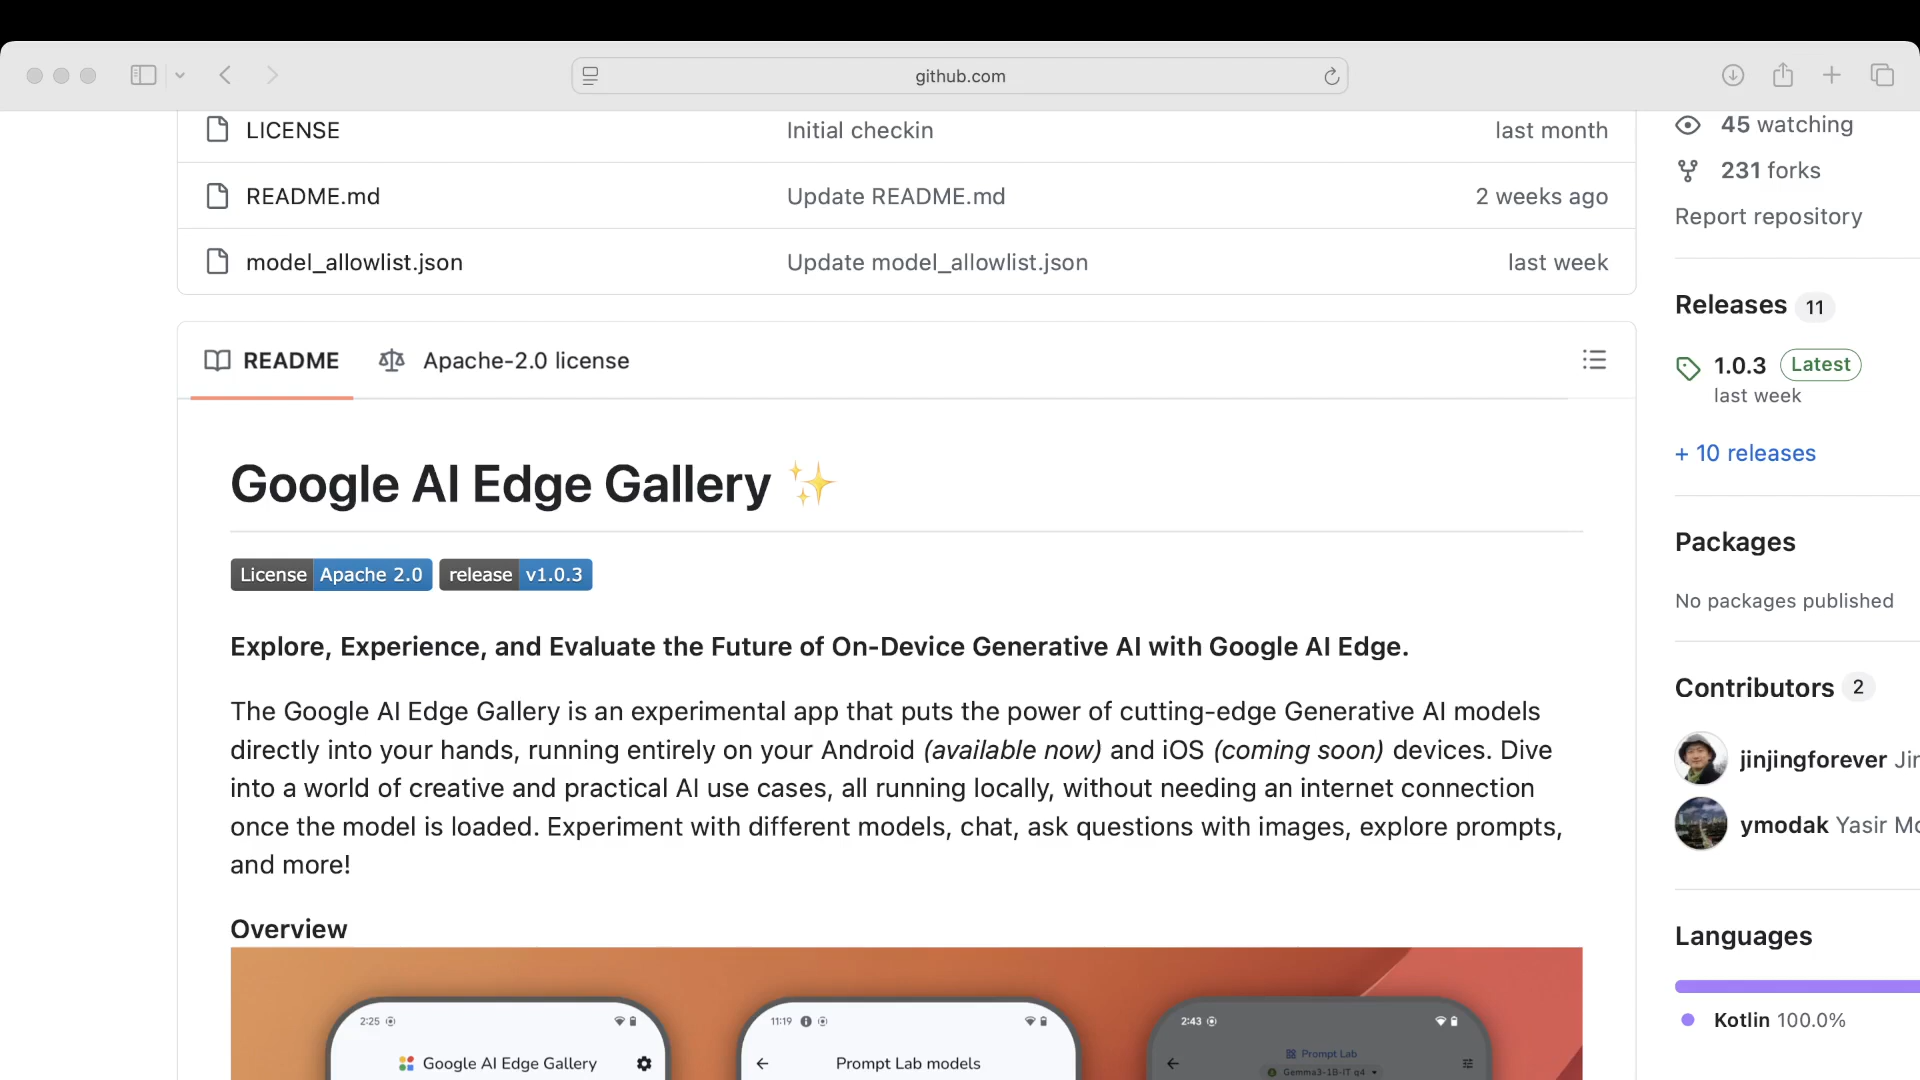 github.com
LICENSE Initial checkin last month
README.md Update README.md 2 weeks ago
model_allowlist.json Update model_allowlist.json last week
README Apache-2.0 license
Google AI Edge Gallery ✨
License Apache 2.0 release v1.0.3
Explore, Experience, and Evaluate the Future of On-Device Generative AI with Google AI Edge.
The Google AI Edge Gallery is an experimental app that puts the power of cutting-edge Generative AI models
directly into your hands, running entirely on your Android (available now) and iOS (coming soon) devices. Dive
into a world of creative and practical AI use cases, all running locally, without needing an internet connection
once the model is loaded. Experiment with different models, chat, ask questions with images, explore prompts,
and more!
Overview
2:25
Google AI Edge Gallery
11:19
Prompt Lab models
2:43
Prompt Lab
Gemma3-1B-IT q4
45 watching
231 forks
Report repository
Releases 11
1.0.3 Latest
last week
+ 10 releases
Packages
No packages published
Contributors 2
jinjingforever Jin
ymodak Yasir Mo
Languages
Kotlin 100.0%